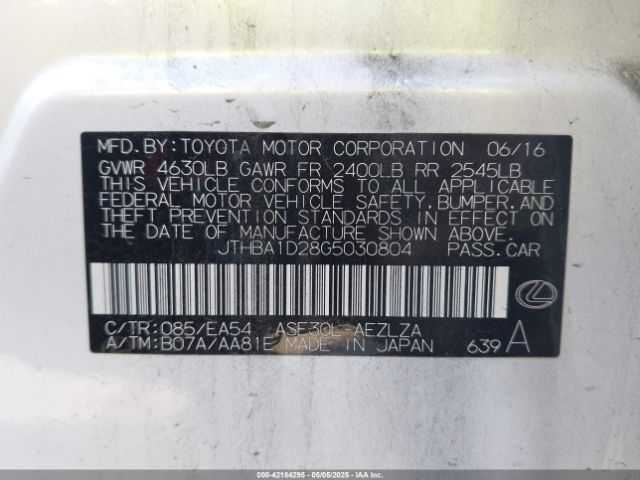 MFD.BY:TOYOTA MOTOR CORPORATION 06/16
GVWR 4630LB GAWR FR 2400LB RR 2545LB
THIS VEHICLE CONFORMS TO ALL APPLICABLE
FEDERAL MOTOR VEHICLE SAFETY,BUMPER,AND
THEFT PREVENTION STANDARDS IN EFFECT ON
THE DATE OF MANUFACTURE SHOWN ABOVE.
JTHBA1D28G5030804 PASS.CAR
C/TR:085/EA54 ASE30L-AEZLZA
A/TM:B07A/AA81E MADE IN JAPAN 639 A
000-42184295 - 05/05/2025 - IAAI.COM